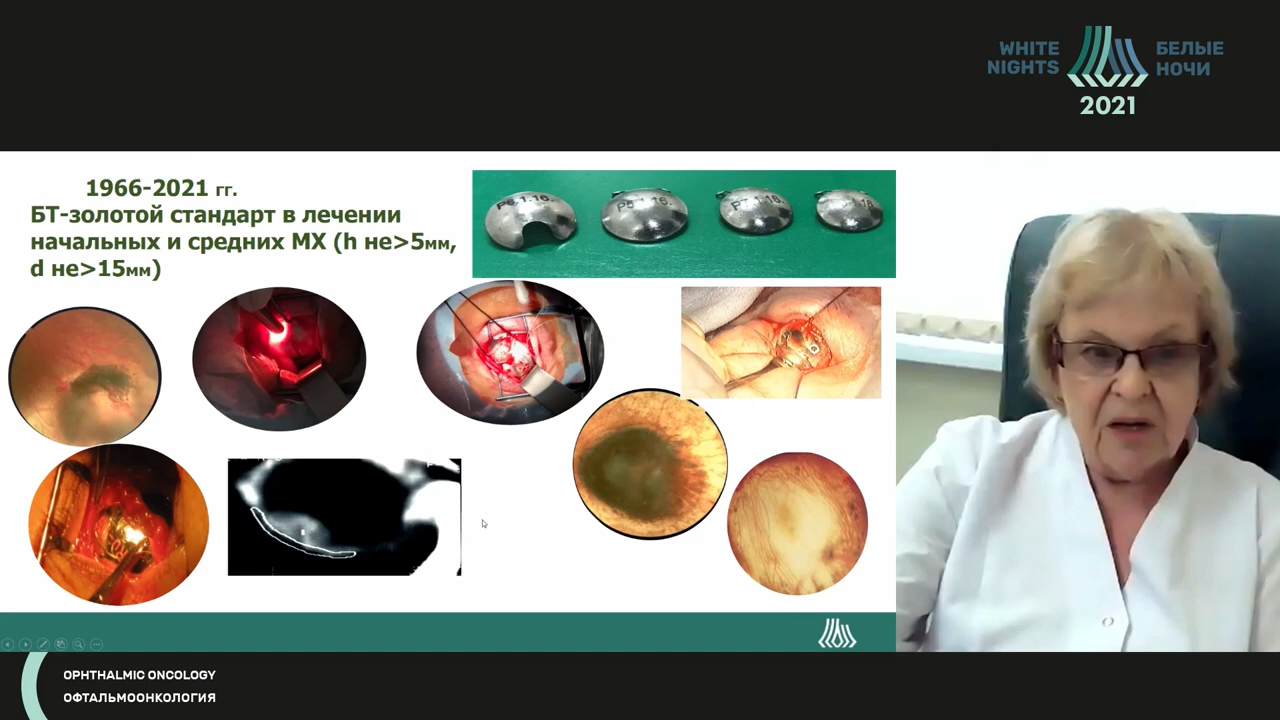 WHITE
NIGHTS
БЕЛЫЕ
НОЧИ
2021
1966-2021 гг.
БТ-золотой стандарт в лечении
начальных и средних МХ (h не>5мм,
d не>15мм)
OPHTHALMIC ONCOLOGY
ОФТАЛЬМООНКОЛОГИЯ